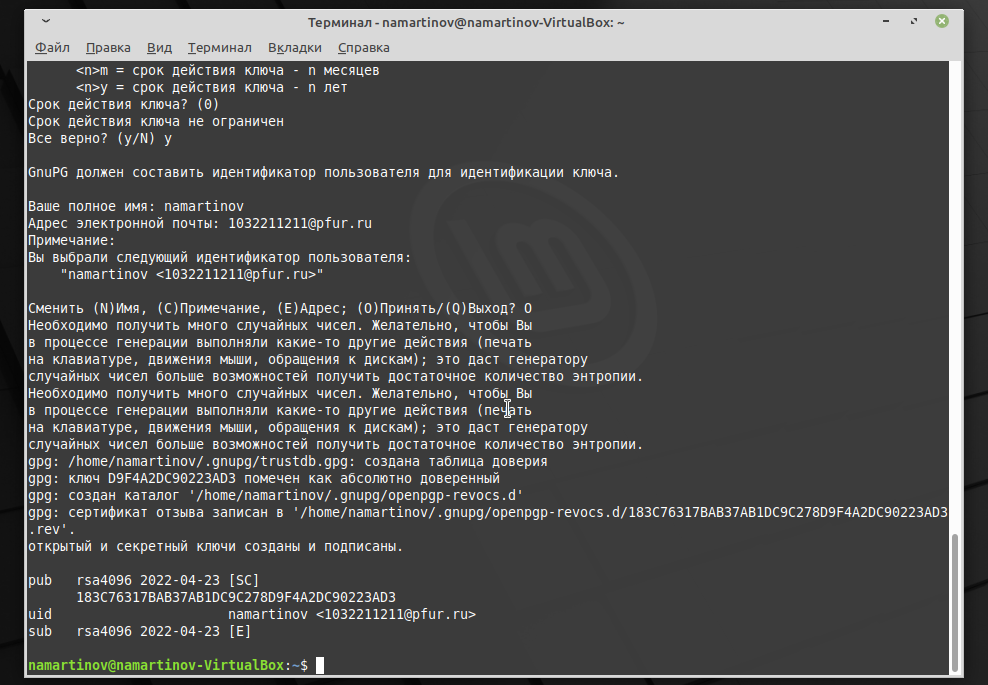 Терминал - namartinov@namartinov-VirtualBox: ~
Файл Правка Вид Терминал Вкладки Справка
<n>m = срок действия ключа - n месяцев
<n>y = срок действия ключа - n лет
Срок действия ключа? (0)
Срок действия ключа не ограничен
Все верно? (y/N) y
GnuPG должен составить идентификатор пользователя для идентификации ключа.
Ваше полное имя: namartinov
Адрес электронной почты: 1032211211@pfur.ru
Примечание:
Вы выбрали следующий идентификатор пользователя:
"namartinov <1032211211@pfur.ru>"
Сменить (N)Имя, (C)Примечание, (E)Адрес; (O)Принять/(Q)Выход? O
Необходимо получить много случайных чисел. Желательно, чтобы Вы
в процессе генерации выполняли какие-то другие действия (печать
на клавиатуре, движения мыши, обращения к дискам); это даст генератору
случайных чисел больше возможностей получить достаточное количество энтропии.
Необходимо получить много случайных чисел. Желательно, чтобы Вы
в процессе генерации выполняли какие-то другие действия (печать
на клавиатуре, движения мыши, обращения к дискам); это даст генератору
случайных чисел больше возможностей получить достаточное количество энтропии.
gpg: /home/namartinov/.gnupg/trustdb.gpg: создана таблица доверия
gpg: ключ D9F4A2DC90223AD3 помечен как абсолютно доверенный
gpg: создан каталог '/home/namartinov/.gnupg/openpgp-revocs.d'
gpg: сертификат отзыва записан в '/home/namartinov/.gnupg/openpgp-revocs.d/183C76317BAB37AB1DC9C278D9F4A2DC90223AD3
.rev'.
открытый и секретный ключи созданы и подписаны.
pub rsa4096 2022-04-23 [SC]
183C76317BAB37AB1DC9C278D9F4A2DC90223AD3
uid namartinov <1032211211@pfur.ru>
sub rsa4096 2022-04-23 [E]
namartinov@namartinov-VirtualBox:~$